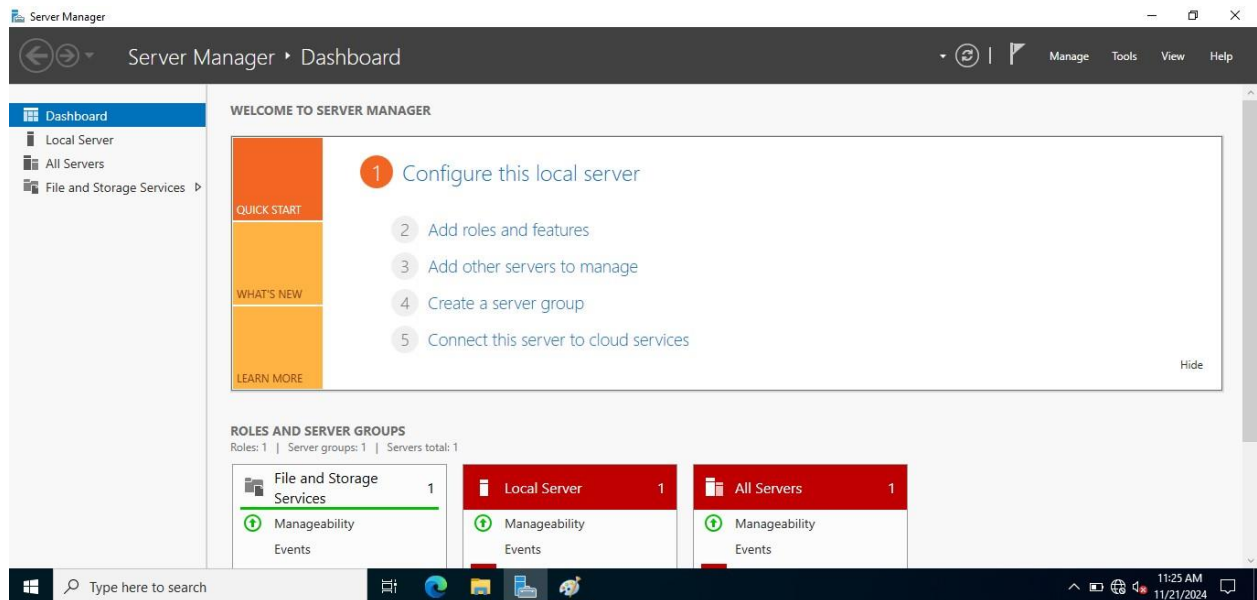 Server Manager
Server Manager ‣ Dashboard
Manage Tools View Help
Dashboard
Local Server
All Servers
File and Storage Services
WELCOME TO SERVER MANAGER
QUICK START
WHAT'S NEW
LEARN MORE
1 Configure this local server
2 Add roles and features
3 Add other servers to manage
4 Create a server group
5 Connect this server to cloud services
Hide
ROLES AND SERVER GROUPS
Roles: 1 | Server groups: 1 | Servers total: 1
File and Storage
Services 1
Manageability
Events
Local Server 1
Manageability
Events
All Servers 1
Manageability
Events
Type here to search
11:25 AM
11/21/2024